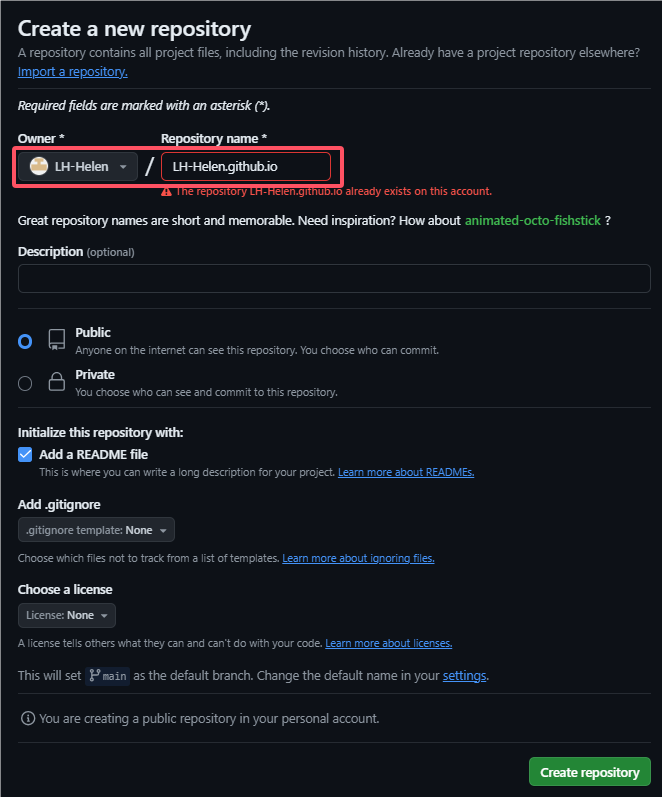 Create a new repository
A repository contains all project files, including the revision history. Already have a project repository elsewhere?
Import a repository.
Required fields are marked with an asterisk (*).
Owner * Repository name *
LH-Helen / LH-Helen.github.io
The repository LH-Helen.github.io already exists on this account.
Great repository names are short and memorable. Need inspiration? How about animated-octo-fishstick ?
Description (optional)
Public
Anyone on the internet can see this repository. You choose who can commit.
Private
You choose who can see and commit to this repository.
Initialize this repository with:
Add a README file
This is where you can write a long description for your project. Learn more about READMEs.
Add .gitignore
.gitignore template: None
Choose which files not to track from a list of templates. Learn more about ignoring files.
Choose a license
License: None
A license tells others what they can and can't do with your code. Learn more about licenses.
This will set main as the default branch. Change the default name in your settings.
You are creating a public repository in your personal account.
Create repository